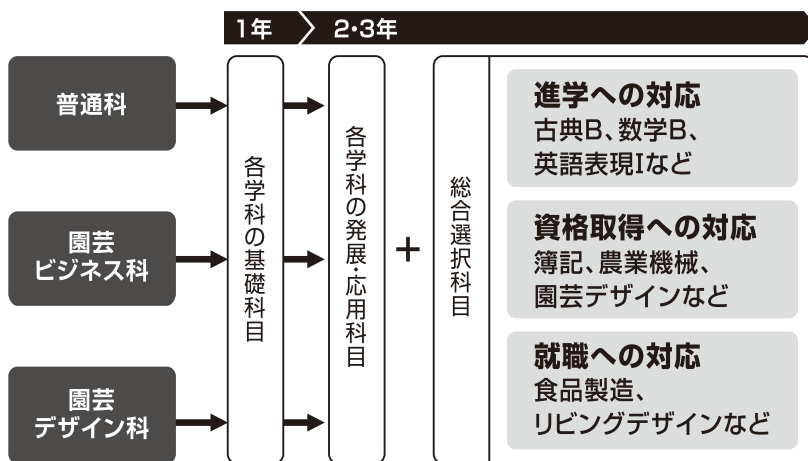 1年
2・3年
普通科
園芸
ビジネス科
園芸
デザイン科
各学科の基礎科目
各学科の発展・応用科目
+
総合選択科目
進学への対応
古典B、数学B、
英語表現Iなど
資格取得への対応
簿記、農業機械、
園芸デザインなど
就職への対応
食品製造、
リビングデザインなど